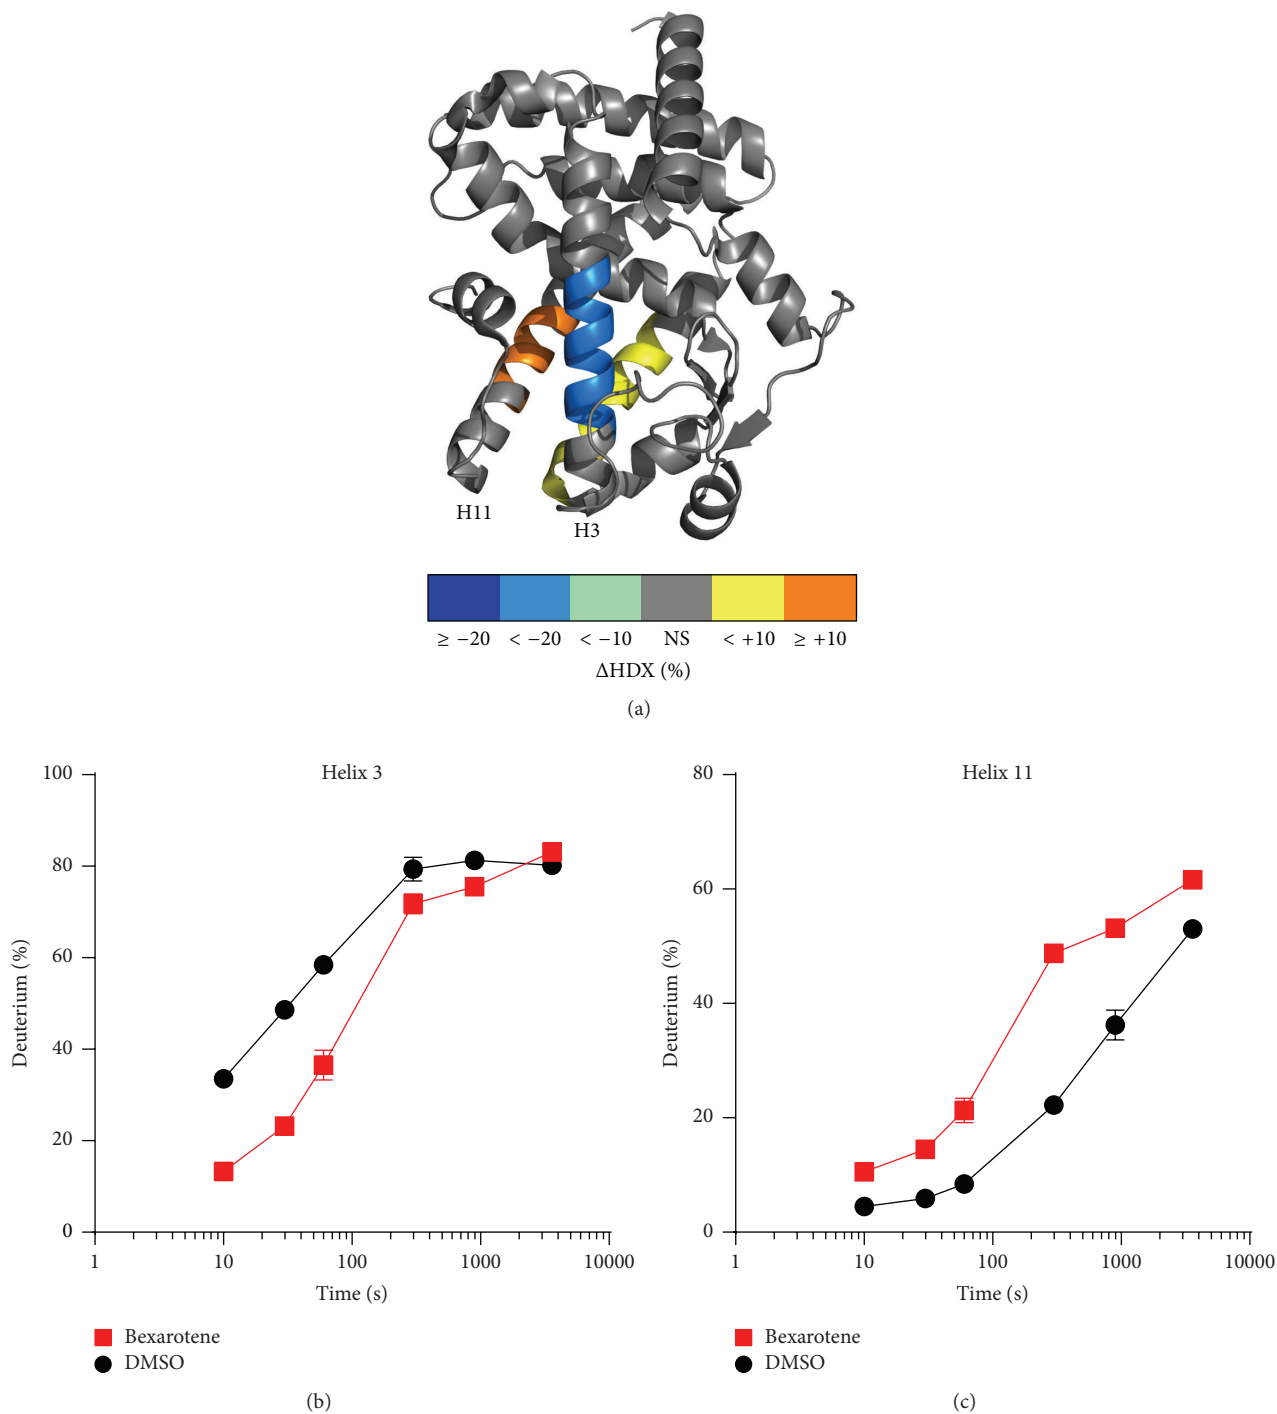 H11
H3
≥ −20 < −20 < −10 NS < +10 ≥ +10
ΔHDX (%)
(a)
Helix 3
100
80
60
40
20
0
Deuterium (%)
1 10 100 1000 10000
Time (s)
Bexarotene
DMSO
(b)
Helix 11
80
60
40
20
0
Deuterium (%)
1 10 100 1000 10000
Time (s)
Bexarotene
DMSO
(c)